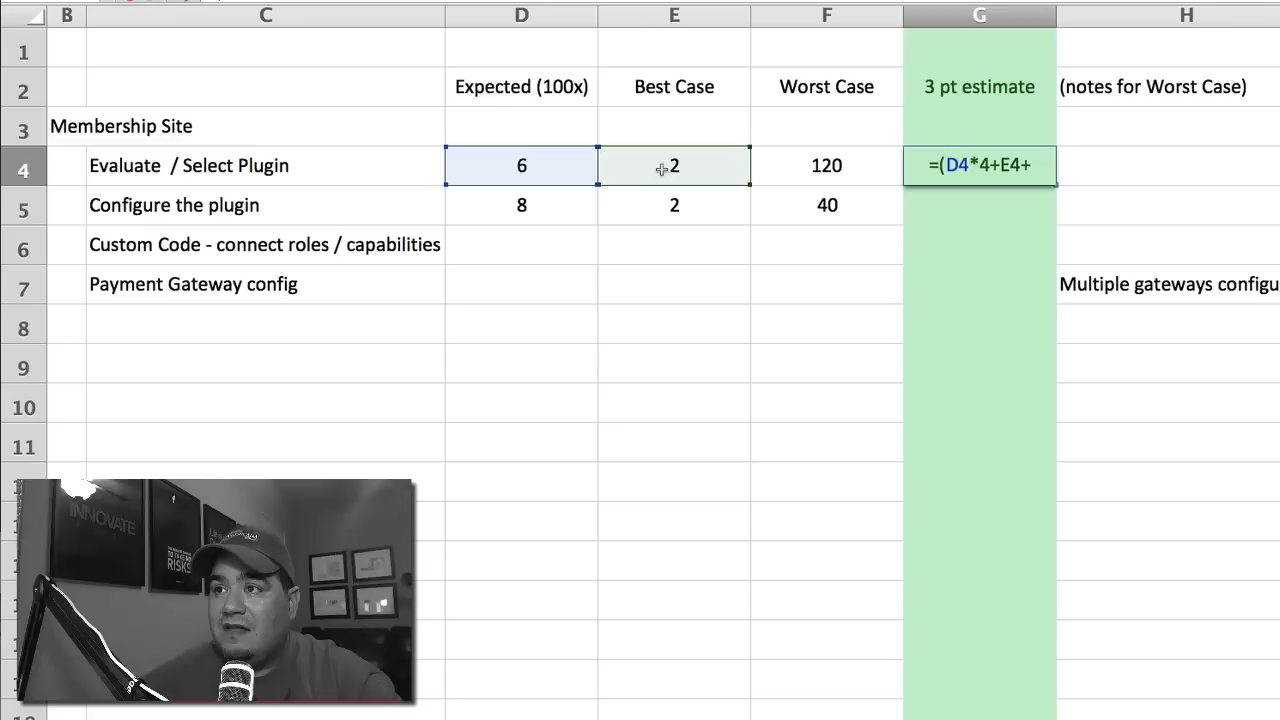 B C D E F G H
1
2 Expected (100x) Best Case Worst Case 3 pt estimate (notes for Worst Case)
3 Membership Site
4 Evaluate / Select Plugin 6 2 120 =(D4*4+E4+
5 Configure the plugin 8 2 40
6 Custom Code - connect roles / capabilities
7 Payment Gateway config Multiple gateways configu
8
9
10
11
INNOVATE
RISKS